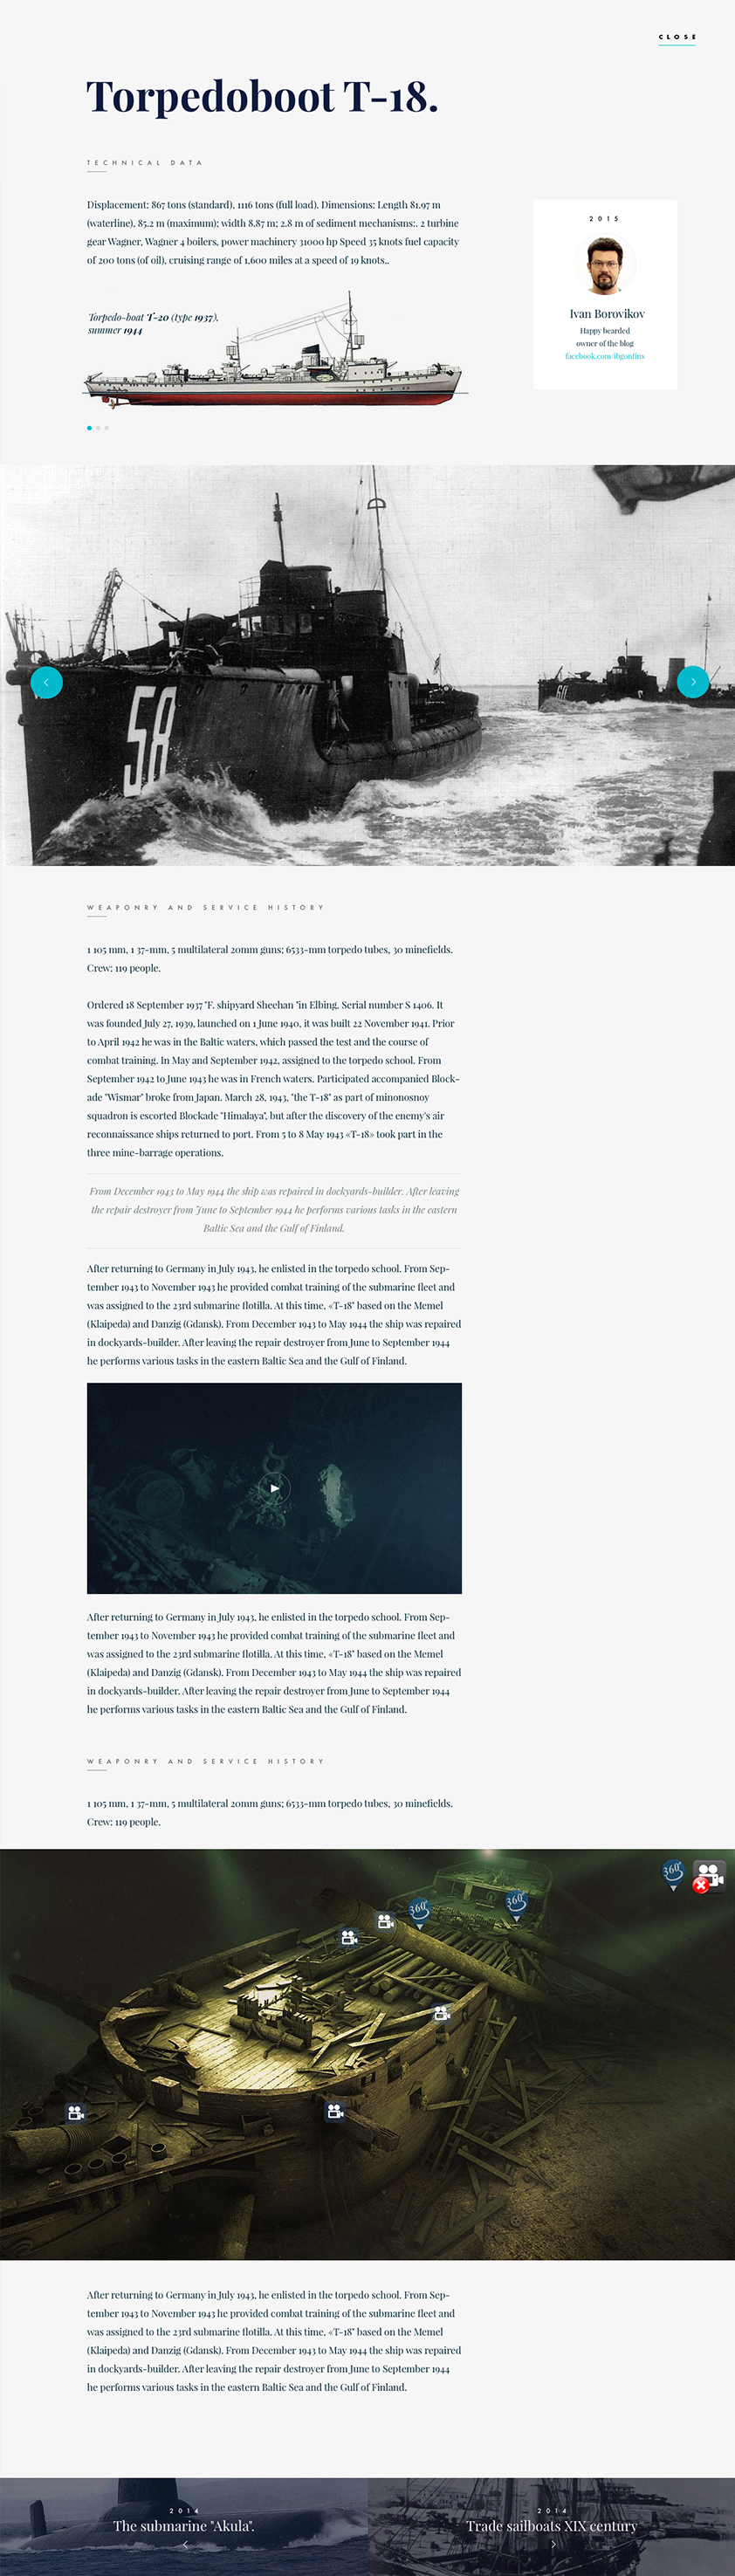 CLOSE
Torpedoboot T-18.
TECHNICAL DATA
Displacement: 867 tons (standard), 1116 tons (full load). Dimensions: Length 81.97 m
(waterline), 85.2 m (maximum); width 8.87 m; 2.8 m of sediment mechanisms:. 2 turbine
gear Wagner, Wagner 4 boilers, power machinery 31000 hp Speed 35 knots fuel capacity
of 200 tons (of oil), cruising range of 1,600 miles at a speed of 19 knots..
2015
Ivan Borovikov
Happy bearded
owner of the blog
facebook.com/ibgonfins
Torpedo-boat T-20 (type 1937),
summer 1944
58
60
WEAPONRY AND SERVICE HISTORY
1 105 mm, 1 37-mm, 5 multilateral 20mm guns; 6533-mm torpedo tubes, 30 minefields.
Crew: 119 people.
Ordered 18 September 1937 "F. shipyard Sheehan "in Elbing. Serial number S 1406. It
was founded July 27, 1939, launched on 1 June 1940, it was built 22 November 1941. Prior
to April 1942 he was in the Baltic waters, which passed the test and the course of
combat training. In May and September 1942, assigned to the torpedo school. From
September 1942 to June 1943 he was in French waters. Participated accompanied Block-
ade "Wismar" broke from Japan. March 28, 1943, "the T-18" as part of minonosnoy
squadron is escorted Blockade "Himalaya", but after the discovery of the enemy's air
reconnaissance ships returned to port. From 5 to 8 May 1943 «T-18» took part in the
three mine-barrage operations.
From December 1943 to May 1944 the ship was repaired in dockyards-builder. After leaving
the repair destroyer from June to September 1944 he performs various tasks in the eastern
Baltic Sea and the Gulf of Finland.
After returning to Germany in July 1943, he enlisted in the torpedo school. From Sep-
tember 1943 to November 1943 he provided combat training of the submarine fleet and
was assigned to the 23rd submarine flotilla. At this time, «T-18" based on the Memel
(Klaipeda) and Danzig (Gdansk). From December 1943 to May 1944 the ship was repaired
in dockyards-builder. After leaving the repair destroyer from June to September 1944
he performs various tasks in the eastern Baltic Sea and the Gulf of Finland.
After returning to Germany in July 1943, he enlisted in the torpedo school. From Sep-
tember 1943 to November 1943 he provided combat training of the submarine fleet and
was assigned to the 23rd submarine flotilla. At this time, «T-18" based on the Memel
(Klaipeda) and Danzig (Gdansk). From December 1943 to May 1944 the ship was repaired
in dockyards-builder. After leaving the repair destroyer from June to September 1944
he performs various tasks in the eastern Baltic Sea and the Gulf of Finland.
WEAPONRY AND SERVICE HISTORY
1 105 mm, 1 37-mm, 5 multilateral 20mm guns; 6533-mm torpedo tubes, 30 minefields.
Crew: 119 people.
360°
360°
360°
After returning to Germany in July 1943, he enlisted in the torpedo school. From Sep-
tember 1943 to November 1943 he provided combat training of the submarine fleet and
was assigned to the 23rd submarine flotilla. At this time, «T-18" based on the Memel
(Klaipeda) and Danzig (Gdansk). From December 1943 to May 1944 the ship was repaired
in dockyards-builder. After leaving the repair destroyer from June to September 1944
he performs various tasks in the eastern Baltic Sea and the Gulf of Finland.
2014
The submarine "Akula".
2014
Trade sailboats XIX century